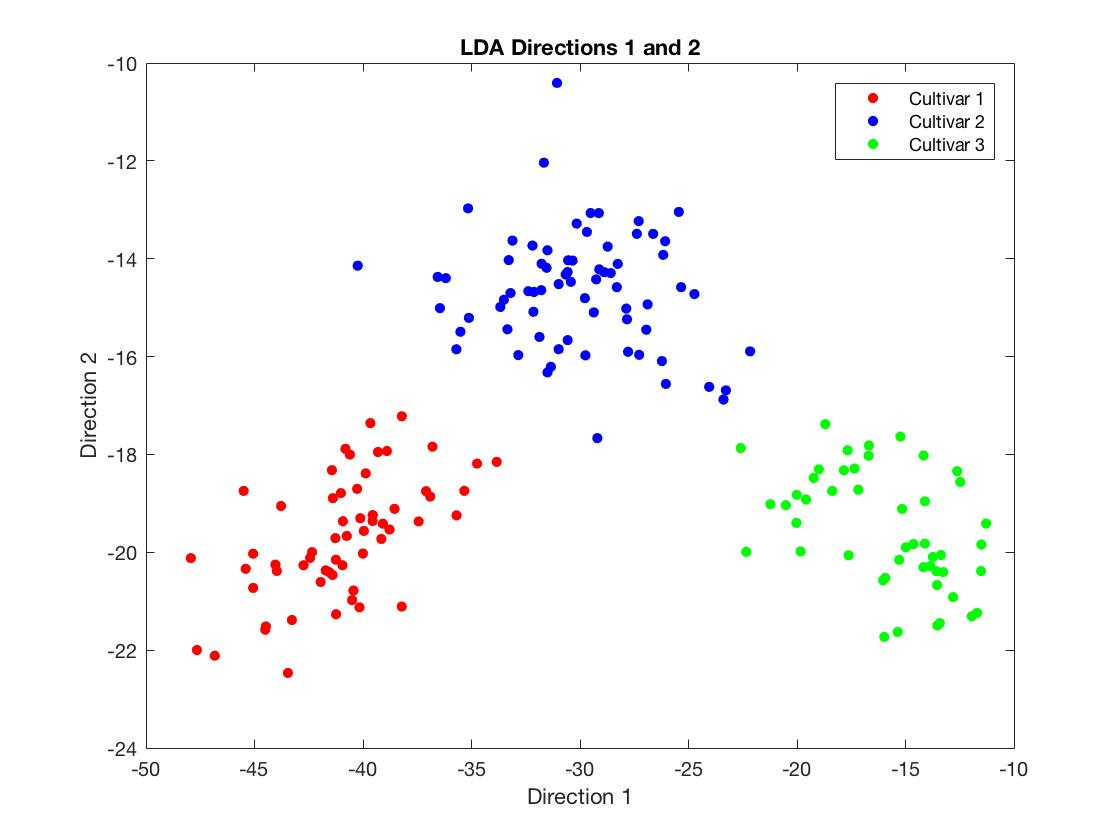 LDA Directions 1 and 2
Cultivar 1
Cultivar 2
Cultivar 3
Direction 2
-10
-12
-14
-16
-18
-20
-22
-24
-50 -45 -40 -35 -30 -25 -20 -15 -10
Direction 1